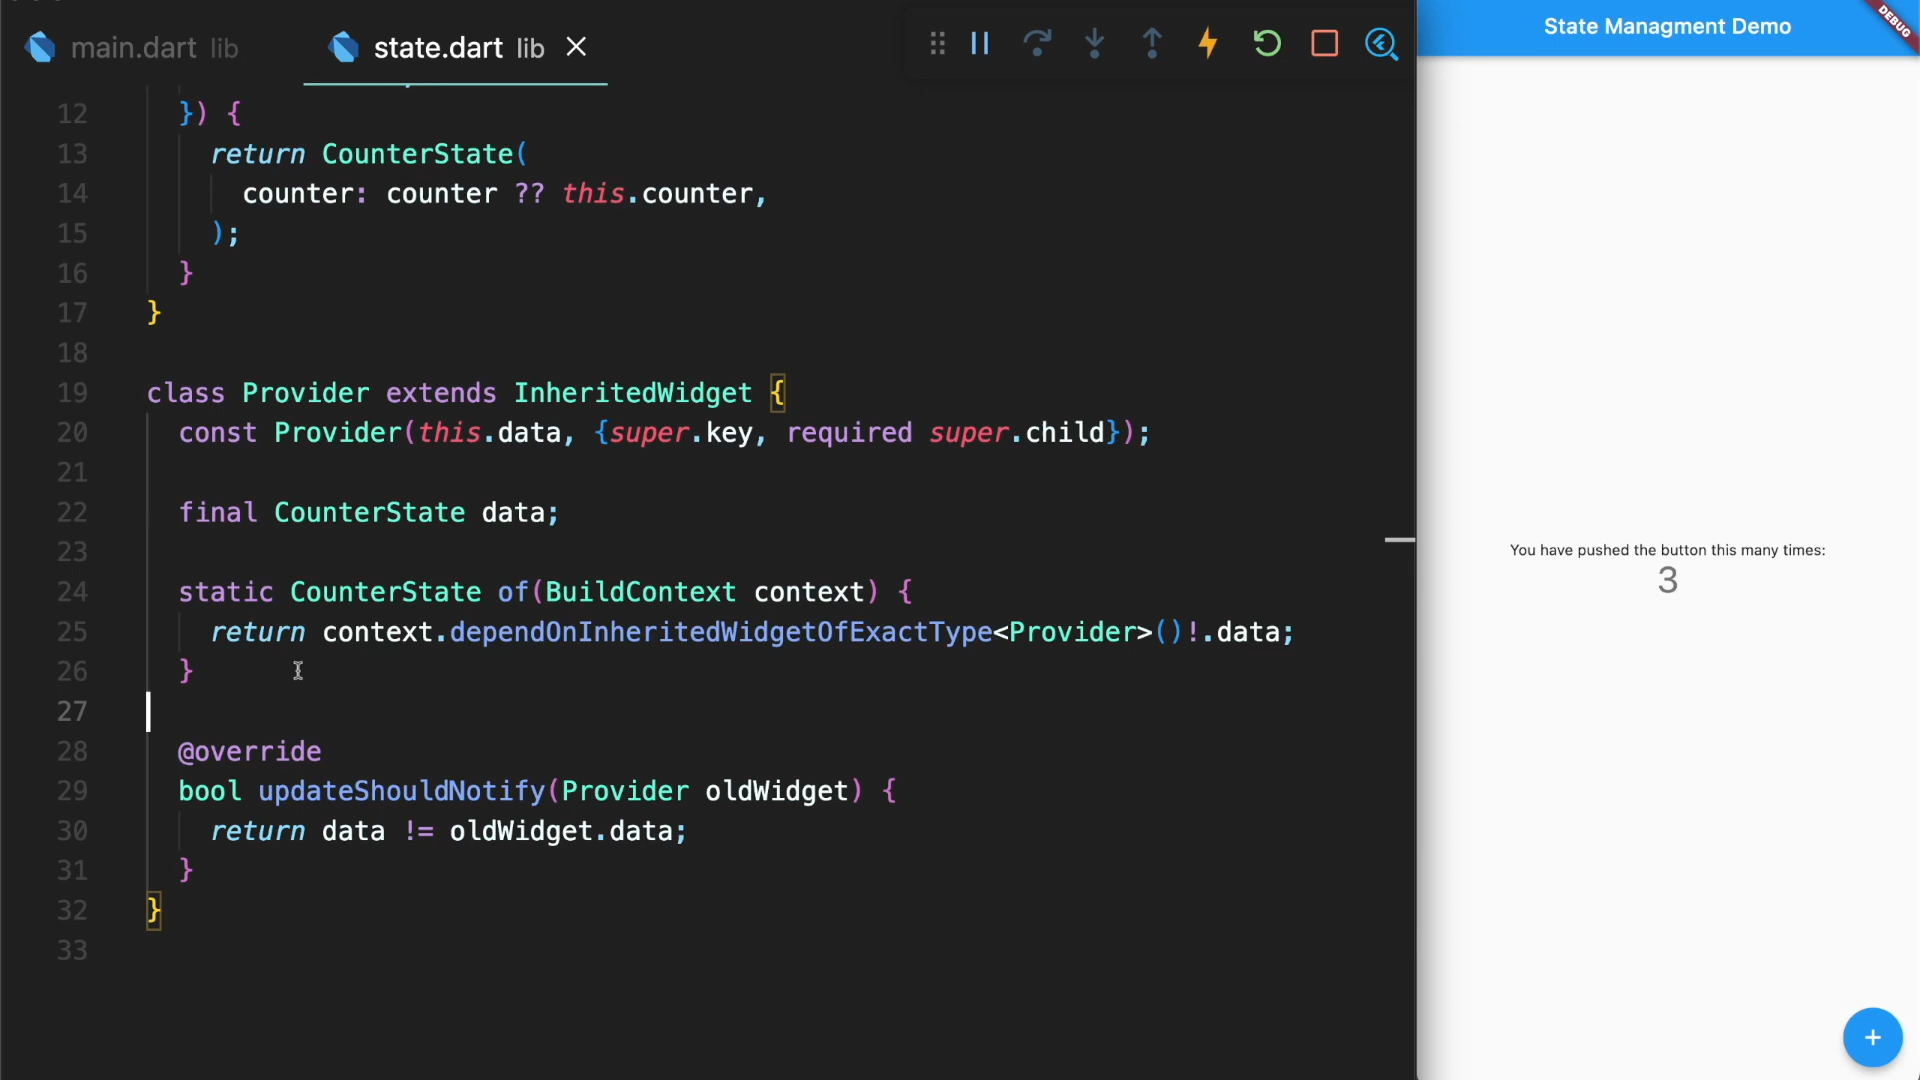 main.dart lib
state.dart lib
12 }) {
13 return CounterState(
14 counter: counter ?? this.counter,
15 );
16 }
17 }
18
19 class Provider extends InheritedWidget {
20 const Provider(this.data, {super.key, required super.child});
21
22 final CounterState data;
23
24 static CounterState of(BuildContext context) {
25 return context.dependOnInheritedWidgetOfExactType<Provider>()!.data;
26 }
27
28 @override
29 bool updateShouldNotify(Provider oldWidget) {
30 return data != oldWidget.data;
31 }
32 }
33
State Managment Demo
DEBUG
You have pushed the button this many times:
3
+